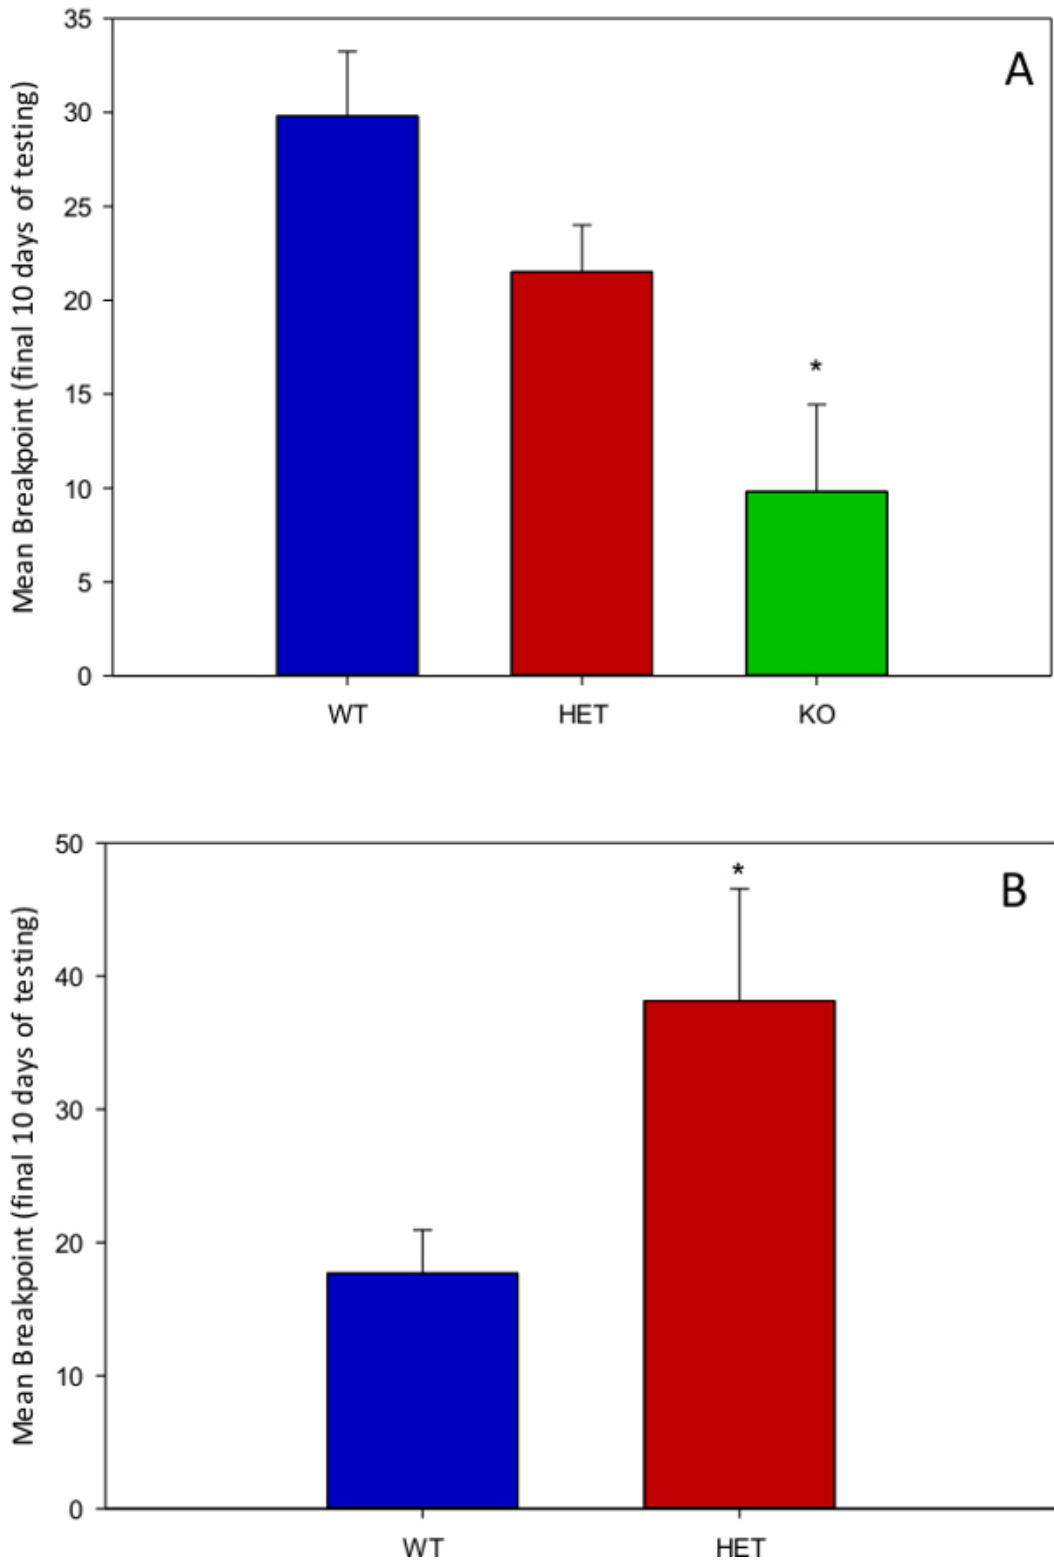 A
Mean Breakpoint (final 10 days of testing)
35
30
25
20
15
10
5
0
*
WT HET KO
B
Mean Breakpoint (final 10 days of testing)
50
40
30
20
10
0
*
WT HET